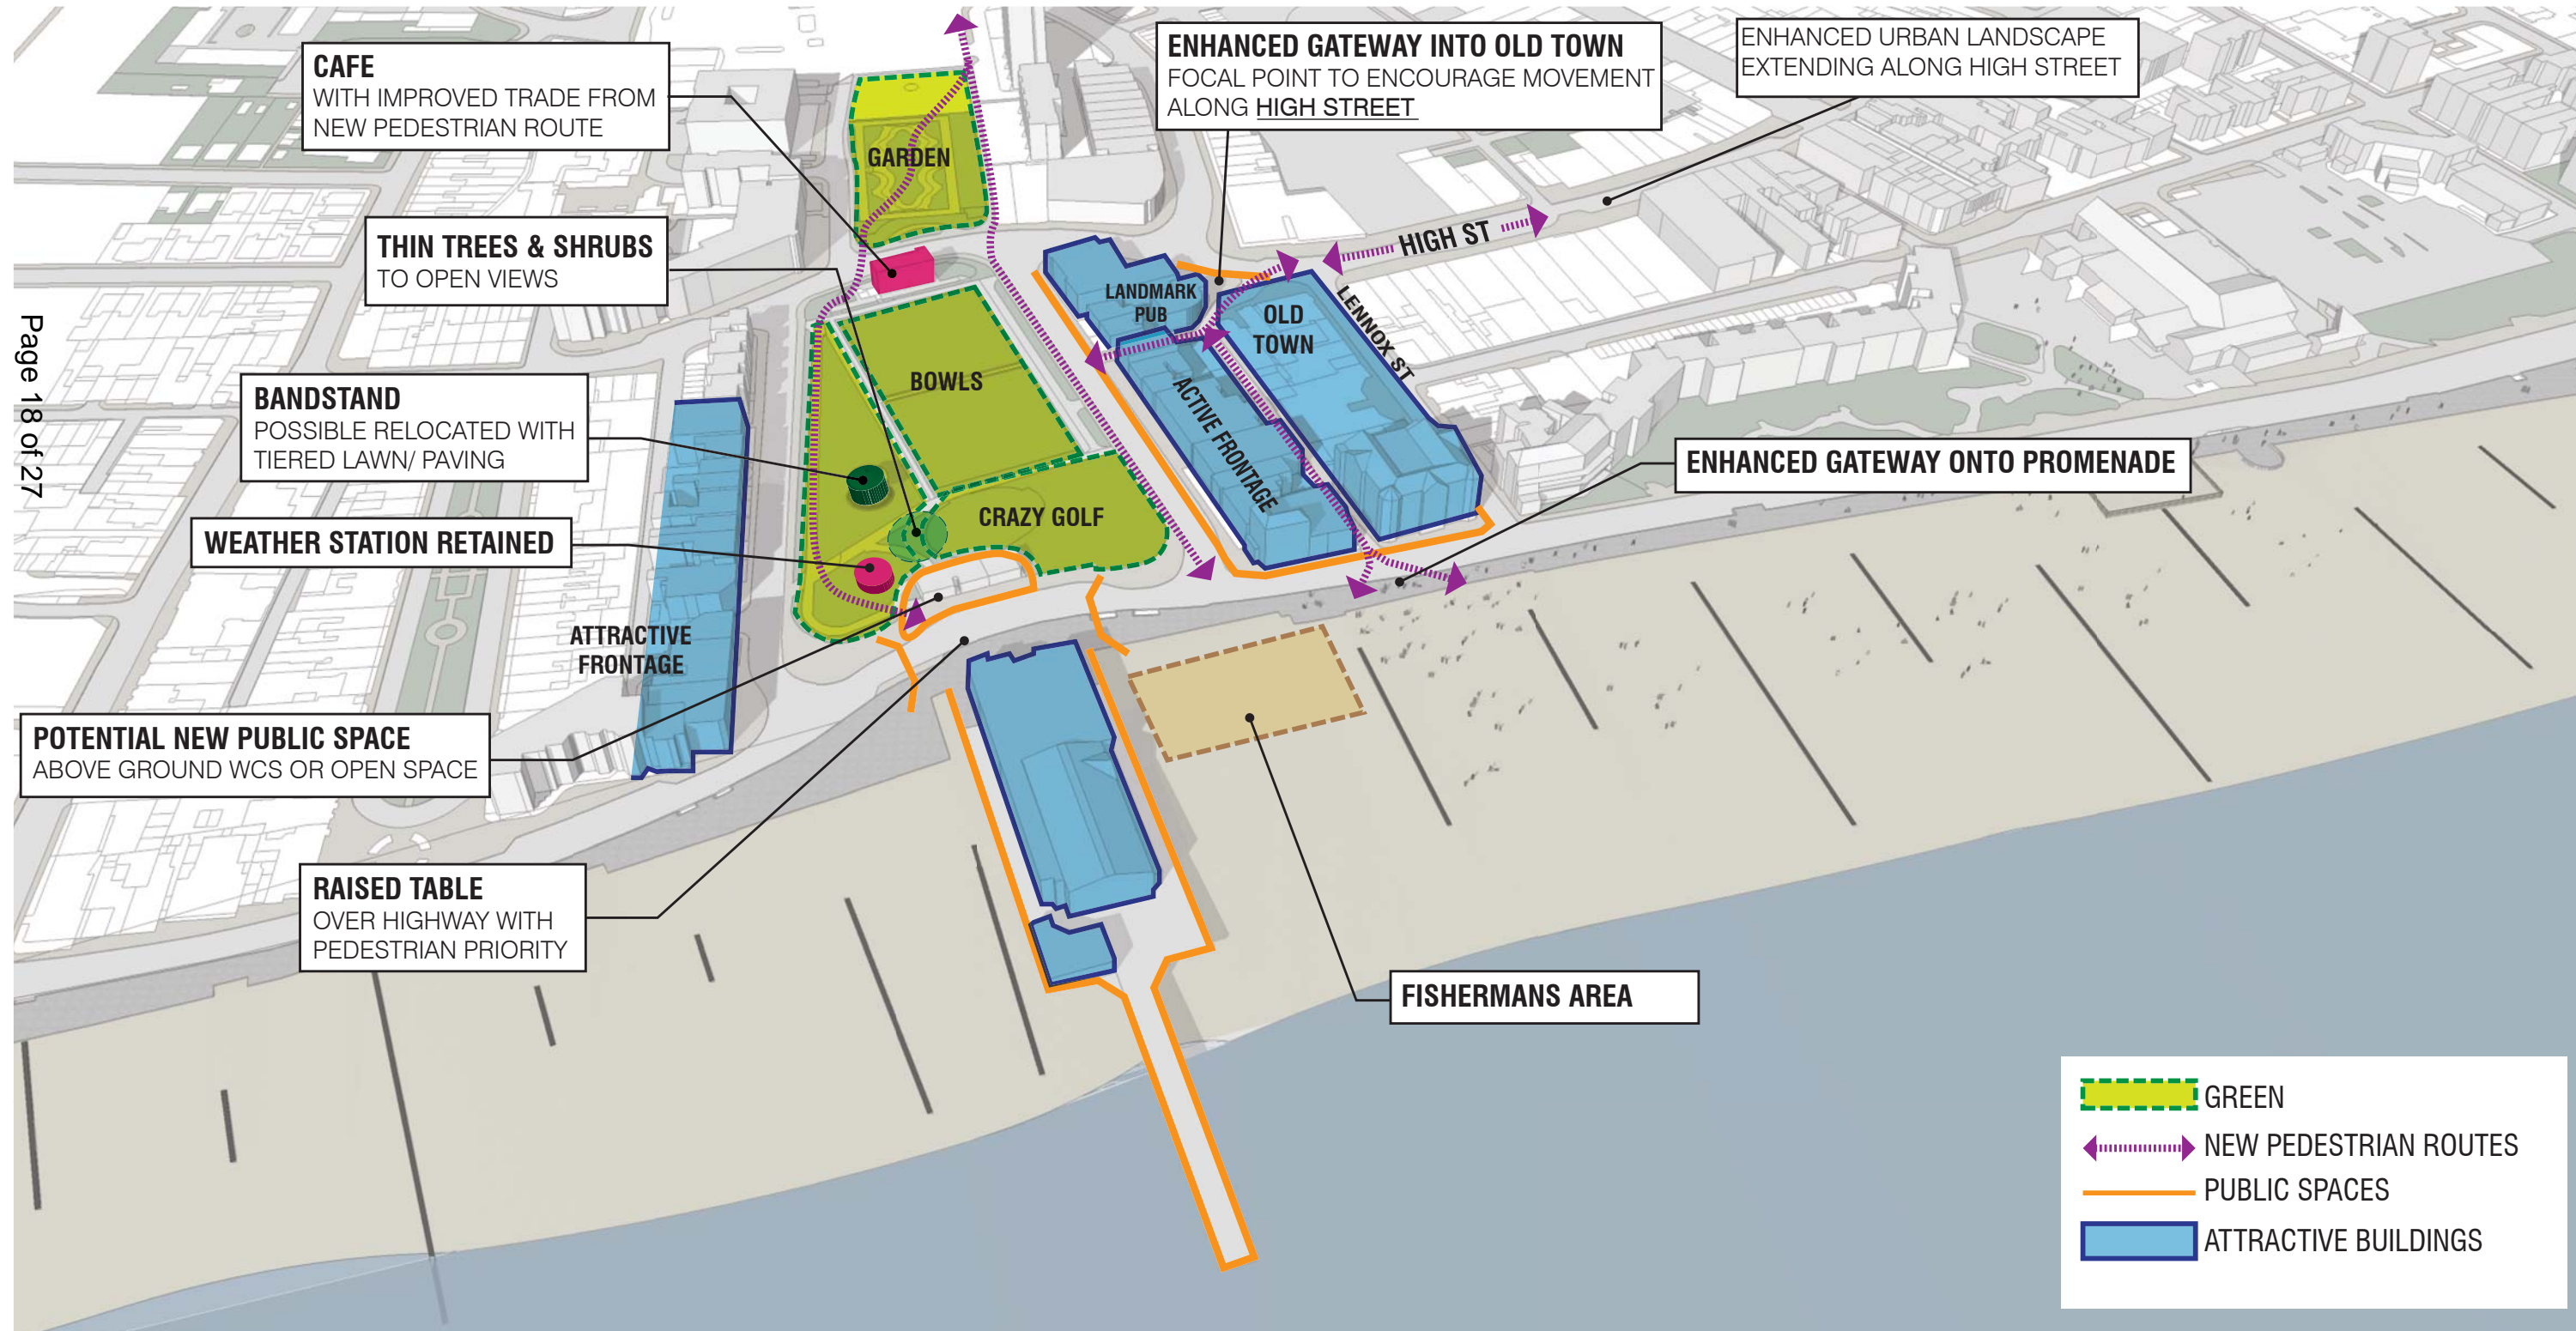 CAFE
WITH IMPROVED TRADE FROM
NEW PEDESTRIAN ROUTE
ENHANCED GATEWAY INTO OLD TOWN
FOCAL POINT TO ENCOURAGE MOVEMENT
ALONG HIGH STREET
ENHANCED URBAN LANDSCAPE
EXTENDING ALONG HIGH STREET
THIN TREES & SHRUBS
TO OPEN VIEWS
GARDEN
HIGH ST
LANDMARK
PUB
OLD
TOWN
LENNOX ST
BANDSTAND
POSSIBLE RELOCATED WITH
TIERED LAWN/ PAVING
BOWLS
ACTIVE FRONTAGE
Page 18 of 27
ENHANCED GATEWAY ONTO PROMENADE
WEATHER STATION RETAINED
CRAZY GOLF
ATTRACTIVE
FRONTAGE
POTENTIAL NEW PUBLIC SPACE
ABOVE GROUND WCS OR OPEN SPACE
RAISED TABLE
OVER HIGHWAY WITH
PEDESTRIAN PRIORITY
FISHERMANS AREA
GREEN
NEW PEDESTRIAN ROUTES
PUBLIC SPACES
ATTRACTIVE BUILDINGS